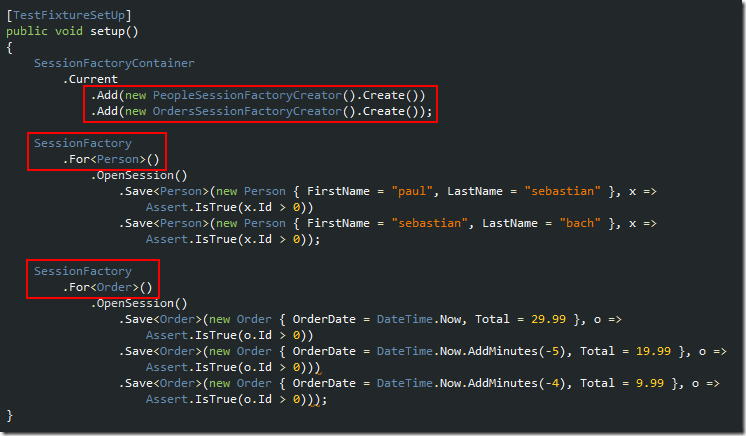 [TestFixtureSetUp]
public void setup()
{
    SessionFactoryContainer
        .Current
            .Add(new PeopleSessionFactoryCreator().Create())
            .Add(new OrdersSessionFactoryCreator().Create());
    SessionFactory
        .For<Person>()
            .OpenSession()
                .Save<Person>(new Person { FirstName = "paul", LastName = "sebastian" }, x =>
                    Assert.IsTrue(x.Id > 0))
                .Save<Person>(new Person { FirstName = "sebastian", LastName = "bach" }, x =>
                    Assert.IsTrue(x.Id > 0));
    SessionFactory
        .For<Order>()
            .OpenSession()
                .Save<Order>(new Order { OrderDate = DateTime.Now, Total = 29.99 }, o =>
                    Assert.IsTrue(o.Id > 0))
                .Save<Order>(new Order { OrderDate = DateTime.Now.AddMinutes(-5), Total = 19.99 }, o =>
                    Assert.IsTrue(o.Id > 0)))
                .Save<Order>(new Order { OrderDate = DateTime.Now.AddMinutes(-4), Total = 9.99 }, o =>
                    Assert.IsTrue(o.Id > 0)));
}